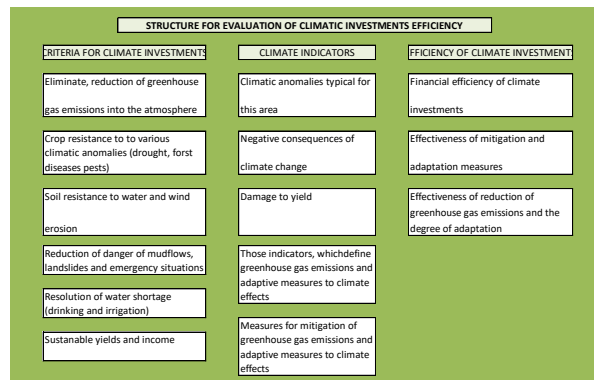 STRUCTURE FOR EVALUATION OF CLIMATIC INVESTMENTS EFFICIENCY
CRITERIA FOR CLIMATE INVESTMENTS
Eliminate, reduction of greenhouse
gas emissions into the atmosphere
Crop resistance to to various
climatic anomalies (drought, forst
diseases pests)
Soil resistance to water and wind
erosion
Reduction of danger of mudflows,
landslides and emergency situations
Resolution of water shortage
(drinking and irrigation)
Sustanable yields and income
CLIMATE INDICATORS
Climatic anomalies typical for
this area
Negative consequences of
climate change
Damage to yield
Those indicators, whichdefine
greenhouse gas emissions and
adaptive measures to climate
effects
Measures for mitigation of
greenhouse gas emissions and
adaptive measures to climate
effects
FFICIENCY OF CLIMATE INVESTMENT
Financial efficiency of climate
investments
Effectiveness of mitigation and
adaptation measures
Effectiveness of reduction of
greenhouse gas emissions and the
degree of adaptation